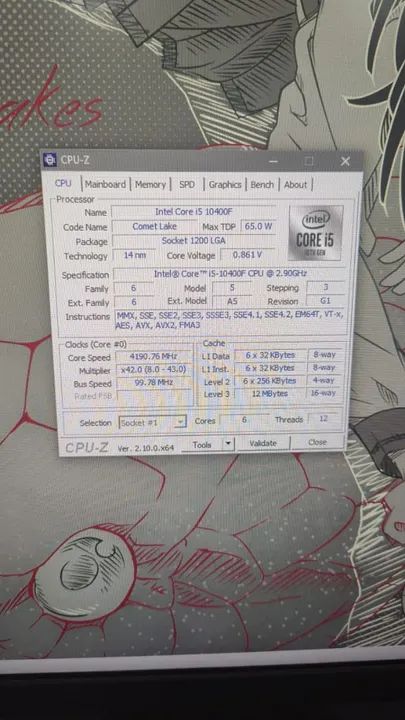 akes
CPU-Z
CPU Mainboard Memory SPD Graphics Bench About
Processor
Name Intel Core i5 10400F
Code Name Comet Lake Max TDP 65.0 W
Package Socket 1200 LGA
Technology 14 nm Core Voltage 0.861 V
intel
CORE i5
10TH GEN
Specification Intel® Core™ i5-10400F CPU @ 2.90GHz
Family 6 Model 5 Stepping 3
Ext. Family 6 Ext. Model A5 Revision G1
Instructions MMX, SSE, SSE2, SSE3, SSSE3, SSE4.1, SSE4.2, EM64T, VT-x,
AES, AVX, AVX2, FMA3
Clocks (Core #0)
Core Speed 4190.76 MHz
Multiplier x42.0 (8.0 - 43.0)
Bus Speed 99.78 MHz
Rated FSB
Cache
L1 Data 6 x 32 KBytes 8-way
L1 Inst. 6 x 32 KBytes 8-way
Level 2 6 x 256 KBytes 4-way
Level 3 12 MBytes 16-way
Selection Socket #1 Cores 6 Threads 12
CPU-Z Ver. 2.10.0.x64 Tools Validate Close